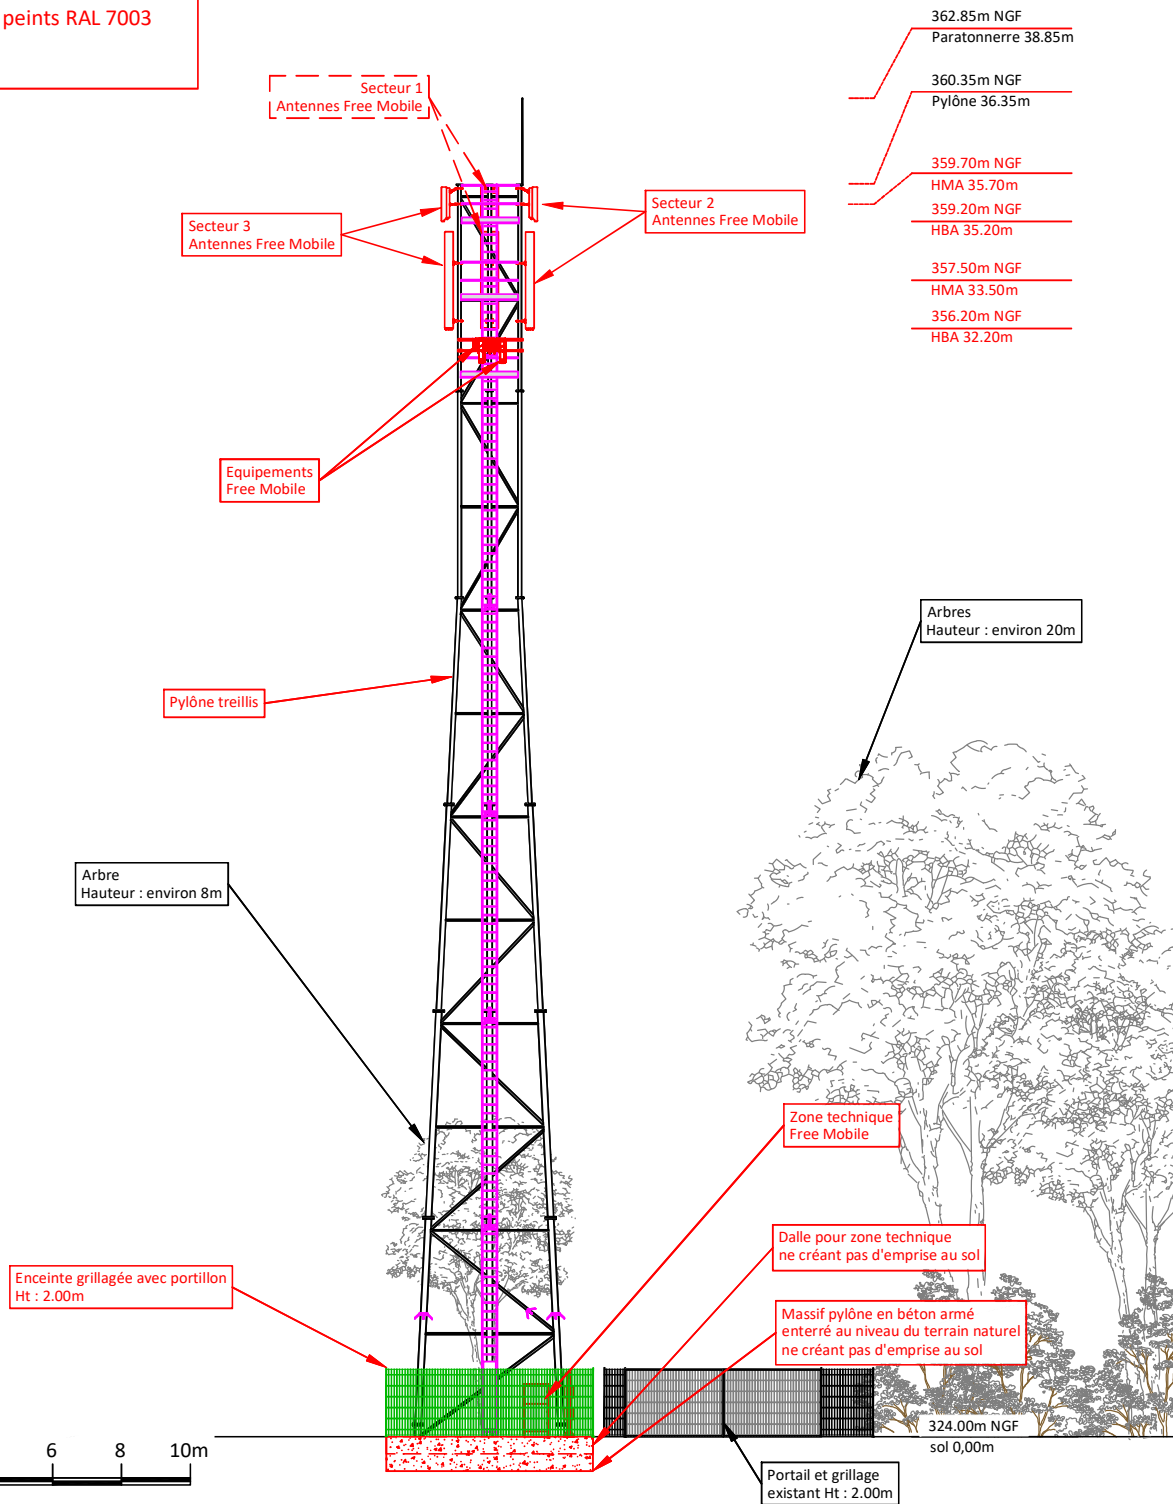 peints RAL 7003
362.85m NGF
Paratonnerre 38.85m
360.35m NGF
Pylône 36.35m
Secteur 1
Antennes Free Mobile
359.70m NGF
HMA 35.70m
359.20m NGF
HBA 35.20m
Secteur 2
Antennes Free Mobile
Secteur 3
Antennes Free Mobile
357.50m NGF
HMA 33.50m
356.20m NGF
HBA 32.20m
Equipements
Free Mobile
Arbres
Hauteur : environ 20m
Pylône treillis
Arbre
Hauteur : environ 8m
Zone technique
Free Mobile
Dalle pour zone technique
ne créant pas d'emprise au sol
Enceinte grillagée avec portillon
Ht : 2.00m
Massif pylône en béton armé
enterré au niveau du terrain naturel
ne créant pas d'emprise au sol
324.00m NGF
sol 0,00m
6 8 10m
Portail et grillage
existant Ht : 2.00m